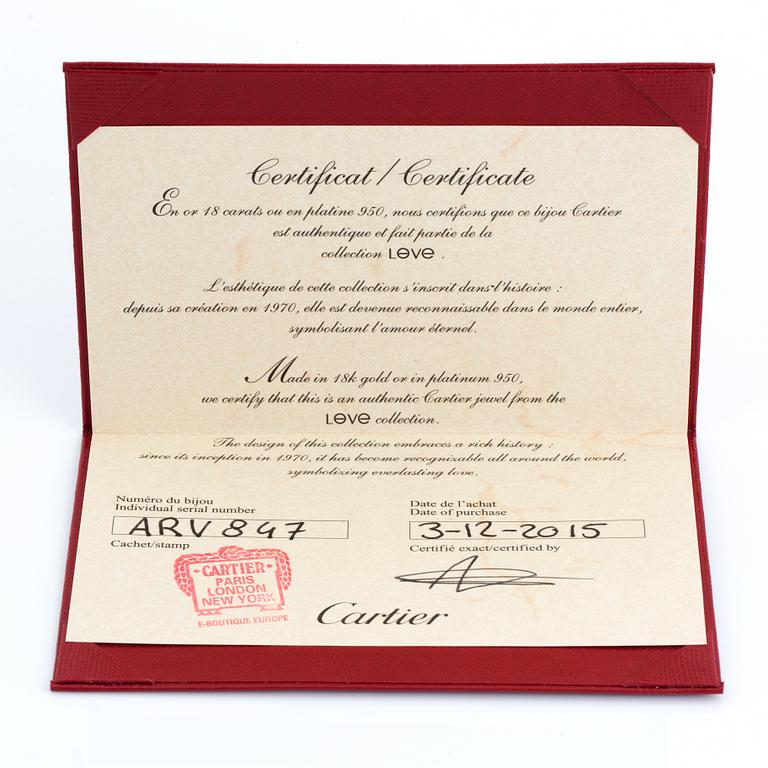 Certificat / Certificate
En or 18 carats ou en platine 950, nous certifions que ce bijou Cartier
est authentique et fait partie de la
collection LOVE .
L'esthétique de cette collection s'inscrit dans l'histoire :
depuis sa création en 1970, elle est devenue reconnaissable dans le monde entier,
symbolisant l'amour éternel.
Made in 18k gold or in platinum 950,
we certify that this is an authentic Cartier jewel from the
LOVE collection.
The design of this collection embraces a rich history :
since its inception in 1970, it has become recognizable all around the world,
symbolizing everlasting love.
Numéro du bijou
Individual serial number
ARV847
Cachet/stamp
CARTIER
PARIS
LONDON
NEW YORK
E-BOUTIQUE EUROPE
Date de l'achat
Date of purchase
3-12-2015
Certifié exact/certified by
Cartier